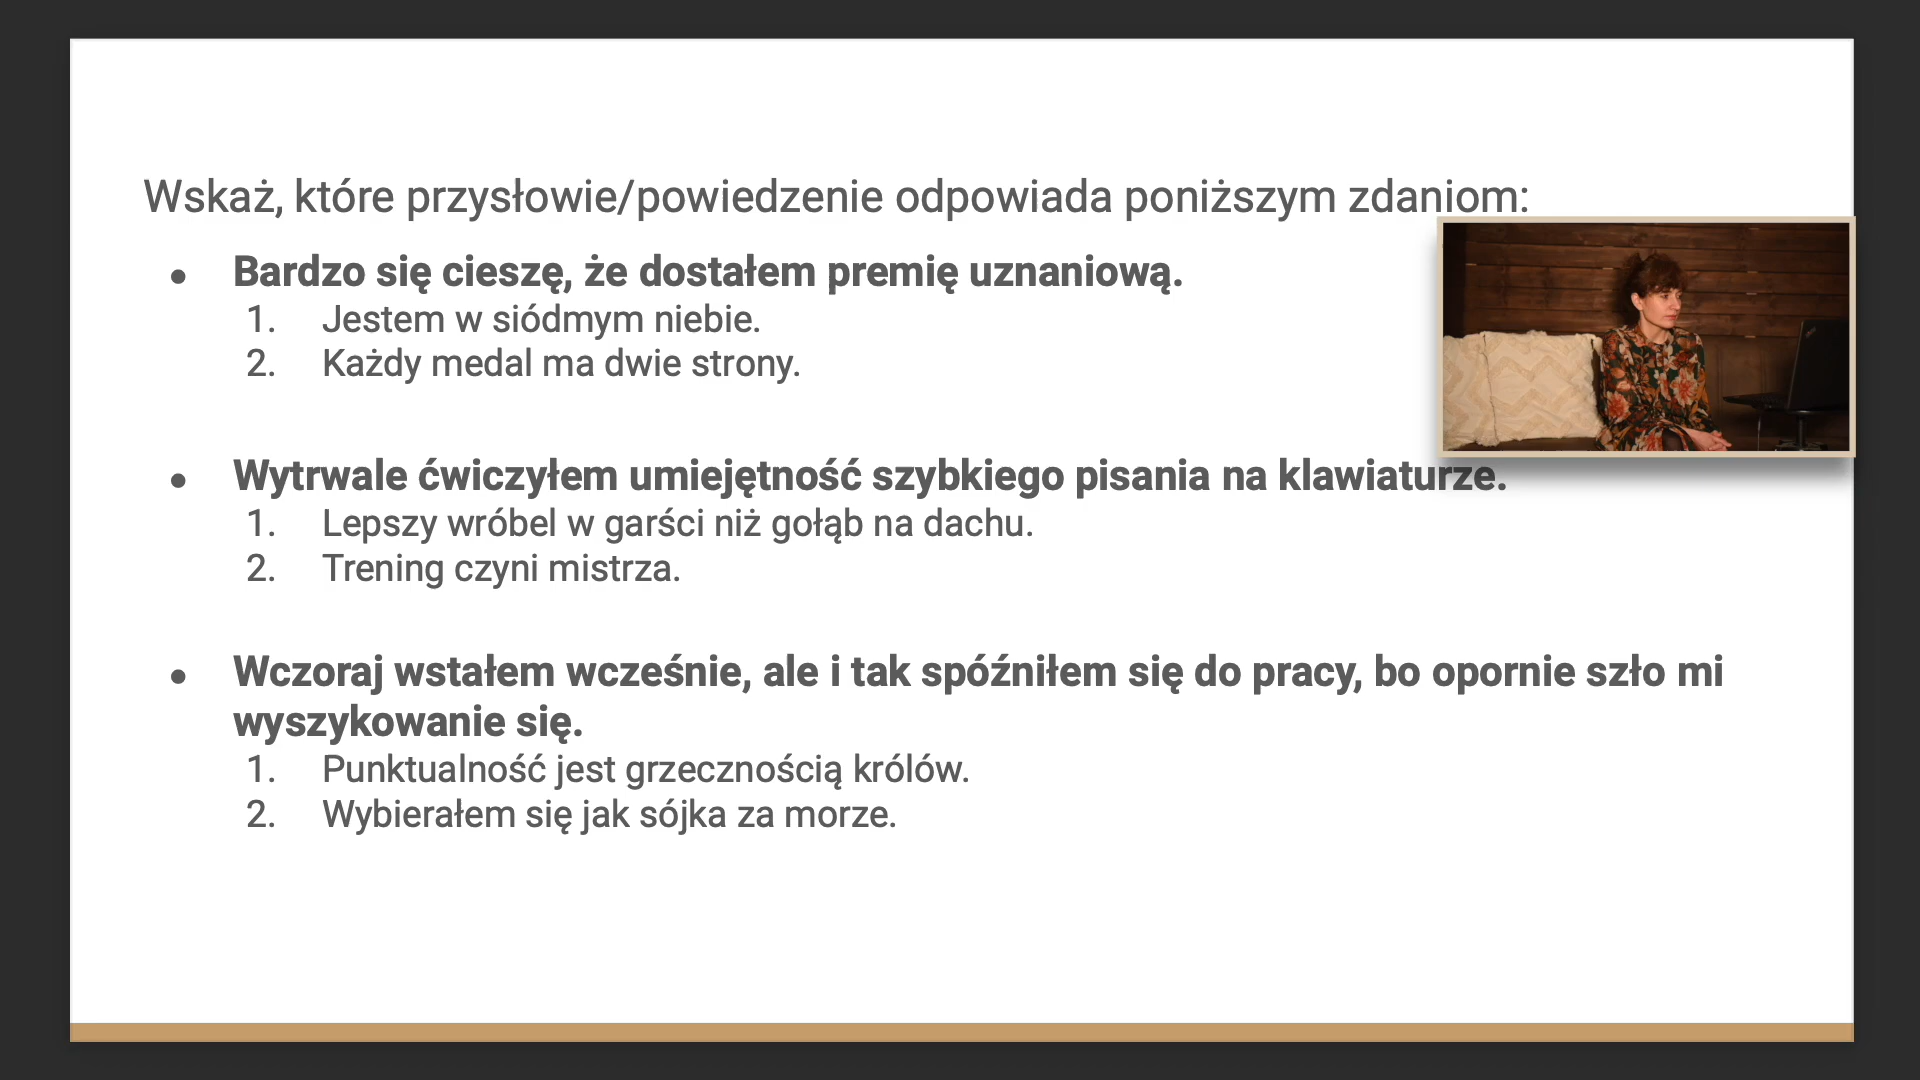 Wskaż, które przysłowie/powiedzenie odpowiada poniższym zdaniom:
● Bardzo się cieszę, że dostałem premię uznaniową.
1. Jestem w siódmym niebie.
2. Każdy medal ma dwie strony.
● Wytrwale ćwiczyłem umiejętność szybkiego pisania na klawiaturze.
1. Lepszy wróbel w garści niż gołąb na dachu.
2. Trening czyni mistrza.
● Wczoraj wstałem wcześnie, ale i tak spóźniłem się do pracy, bo opornie szło mi
wyszykowanie się.
1. Punktualność jest grzecznością królów.
2. Wybierałem się jak sójka za morze.